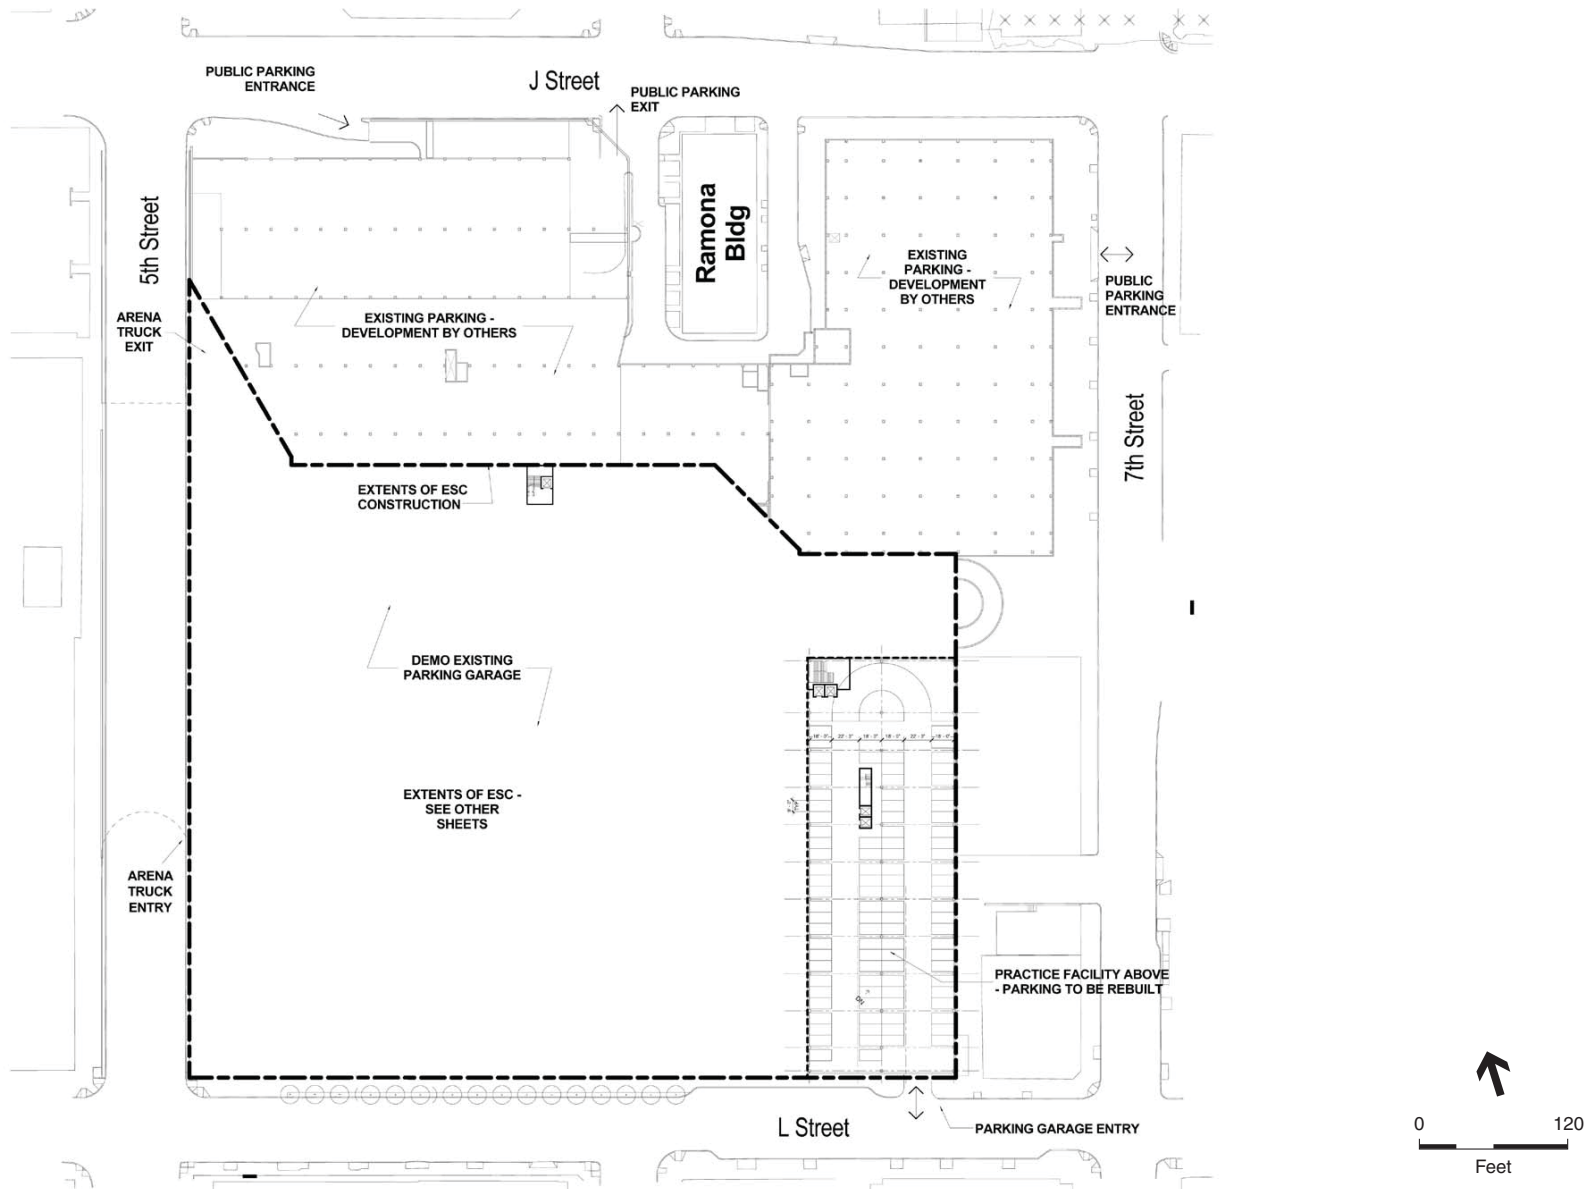 PUBLIC PARKING
ENTRANCE
J Street
PUBLIC PARKING
EXIT
5th Street
Ramona
Bldg
EXISTING
PARKING -
DEVELOPMENT
BY OTHERS
PUBLIC
PARKING
ENTRANCE
ARENA
TRUCK
EXIT
EXISTING PARKING -
DEVELOPMENT BY OTHERS
7th Street
EXTENTS OF ESC
CONSTRUCTION
DEMO EXISTING
PARKING GARAGE
EXTENTS OF ESC -
SEE OTHER
SHEETS
ARENA
TRUCK
ENTRY
PRACTICE FACILITY ABOVE
- PARKING TO BE REBUILT
DN
L Street
PARKING GARAGE ENTRY
0 120
Feet